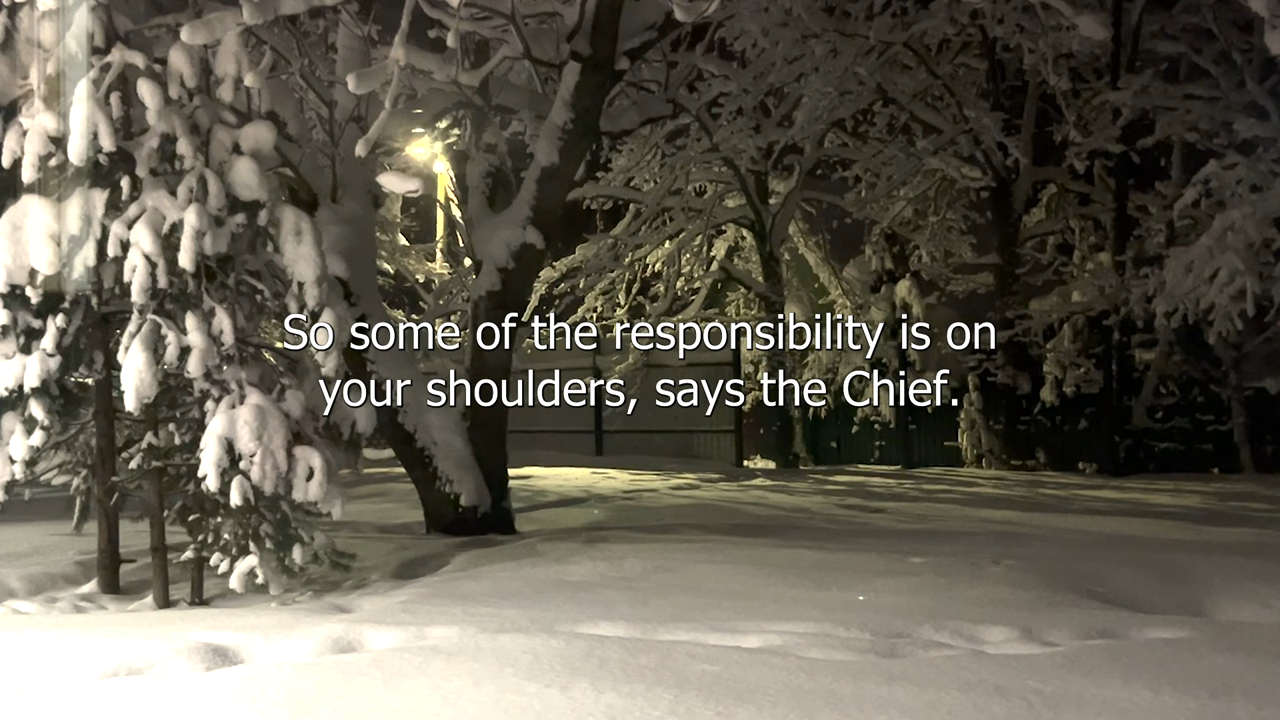 So some of the responsibility is on
your shoulders, says the Chief.